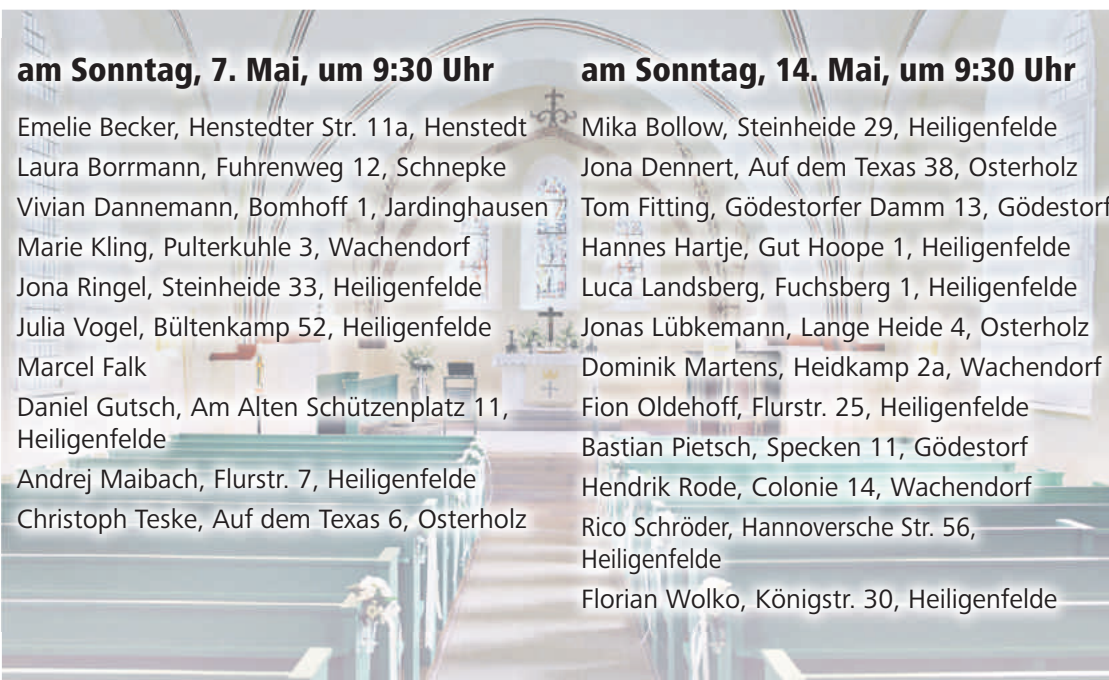 am Sonntag, 7. Mai, um 9:30 Uhr
Emelie Becker, Henstedter Str. 11a, Henstedt
Laura Borrmann, Fuhrenweg 12, Schnepke
Vivian Dannemann, Bomhoff 1, Jardinghausen
Marie Kling, Pulterkuhle 3, Wachendorf
Jona Ringel, Steinheide 33, Heiligenfelde
Julia Vogel, Bültenkamp 52, Heiligenfelde
Marcel Falk
Daniel Gutsch, Am Alten Schützenplatz 11,
Heiligenfelde
Andrej Maibach, Flurstr. 7, Heiligenfelde
Christoph Teske, Auf dem Texas 6, Osterholz
am Sonntag, 14. Mai, um 9:30 Uhr
Mika Bollow, Steinheide 29, Heiligenfelde
Jona Dennert, Auf dem Texas 38, Osterholz
Tom Fitting, Gödestorfer Damm 13, Gödestorf
Hannes Hartje, Gut Hoope 1, Heiligenfelde
Luca Landsberg, Fuchsberg 1, Heiligenfelde
Jonas Lübkemann, Lange Heide 4, Osterholz
Dominik Martens, Heidkamp 2a, Wachendorf
Fion Oldehoff, Flurstr. 25, Heiligenfelde
Bastian Pietsch, Specken 11, Gödestorf
Hendrik Rode, Colonie 14, Wachendorf
Rico Schröder, Hannoversche Str. 56,
Heiligenfelde
Florian Wolko, Königstr. 30, Heiligenfelde